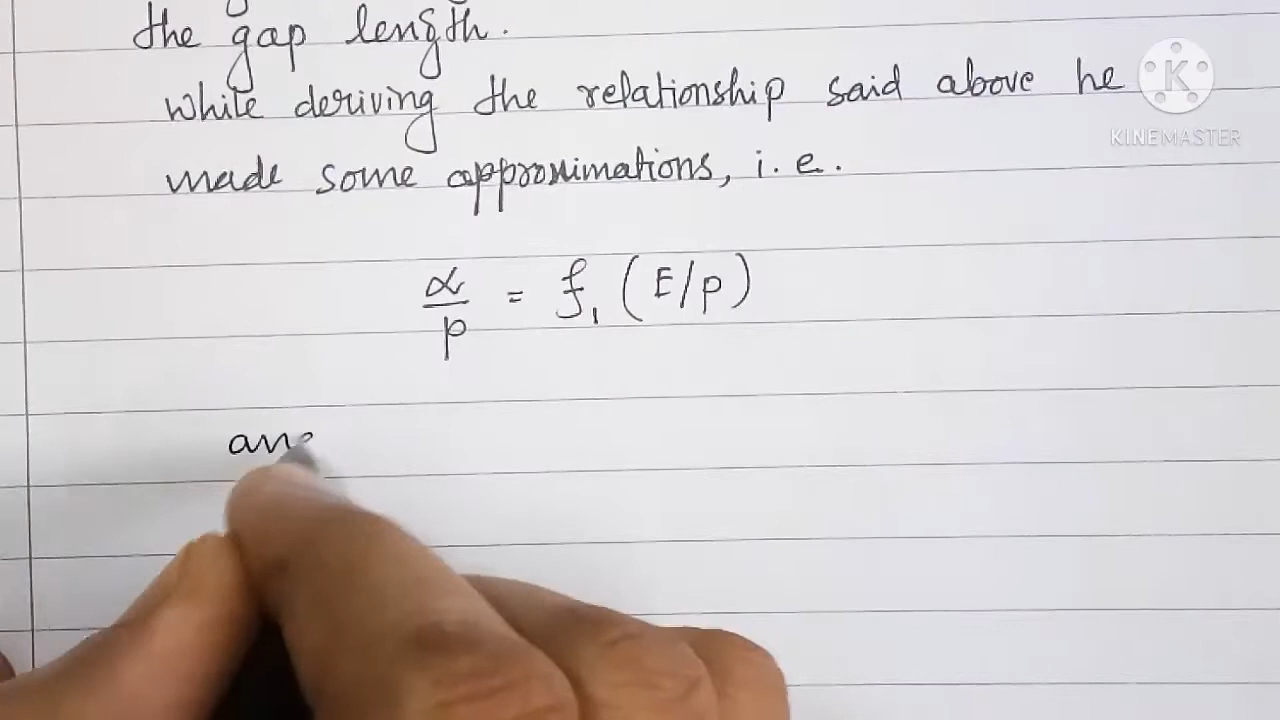 the gap length.
While deriving the relationship said above he
made some approximations, i.e.
α/p = f₁ (E/p)
K
KINEMASTER